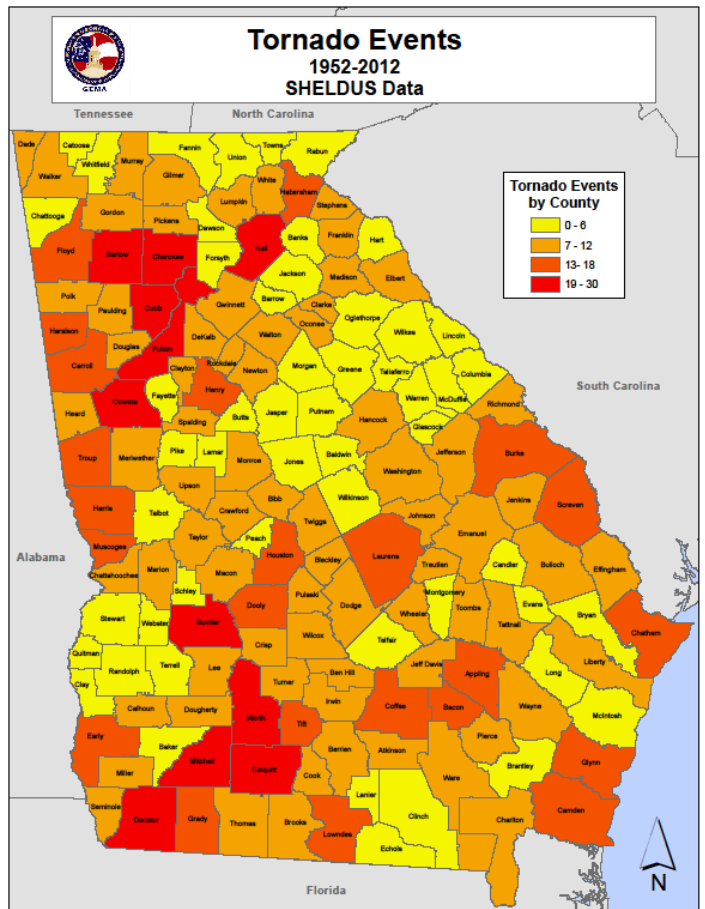 Tornado Events
1952-2012
SHELDUS Data
GEMA
Tennessee
North Carolina
Tornado Events
by County
0 - 6
7 - 12
13- 18
19 - 30
South Carolina
Alabama
Florida
N
Dade
Catoosa
Whitfield
Murray
Fannin
Union
Towns
Rabun
Walker
Gilmer
Lumpkin
White
Habersham
Stephens
Chattooga
Gordon
Pickens
Dawson
Hall
Banks
Franklin
Hart
Floyd
Bartow
Cherokee
Forsyth
Jackson
Madison
Elbert
Polk
Paulding
Cobb
Gwinnett
Barrow
Clarke
Oconee
Oglethorpe
Wilkes
Lincoln
Haralson
Douglas
Fulton
DeKalb
Walton
Carroll
Clayton
Rockdale
Newton
Morgan
Greene
Taliaferro
Columbia
McDuffie
Warren
Heard
Coweta
Fayette
Henry
Spalding
Butts
Jasper
Putnam
Hancock
Glascock
Richmond
Troup
Meriwether
Pike
Lamar
Monroe
Jones
Baldwin
Washington
Jefferson
Burke
Harris
Talbot
Upson
Crawford
Bibb
Wilkinson
Twiggs
Johnson
Jenkins
Screven
Muscogee
Chattahoochee
Marion
Taylor
Macon
Peach
Houston
Bleckley
Laurens
Treutlen
Emanuel
Candler
Bulloch
Effingham
Stewart
Webster
Schley
Sumter
Dooly
Pulaski
Dodge
Wheeler
Montgomery
Toombs
Tattnall
Evans
Bryan
Chatham
Quitman
Randolph
Terrell
Lee
Crisp
Wilcox
Telfair
Jeff Davis
Appling
Long
Liberty
Clay
Calhoun
Dougherty
Worth
Turner
Ben Hill
Irwin
Coffee
Bacon
Wayne
McIntosh
Early
Baker
Mitchell
Tift
Berrien
Atkinson
Pierce
Brantley
Glynn
Miller
Colquitt
Cook
Lanier
Clinch
Ware
Charlton
Camden
Seminole
Decatur
Grady
Thomas
Brooks
Lowndes
Echols